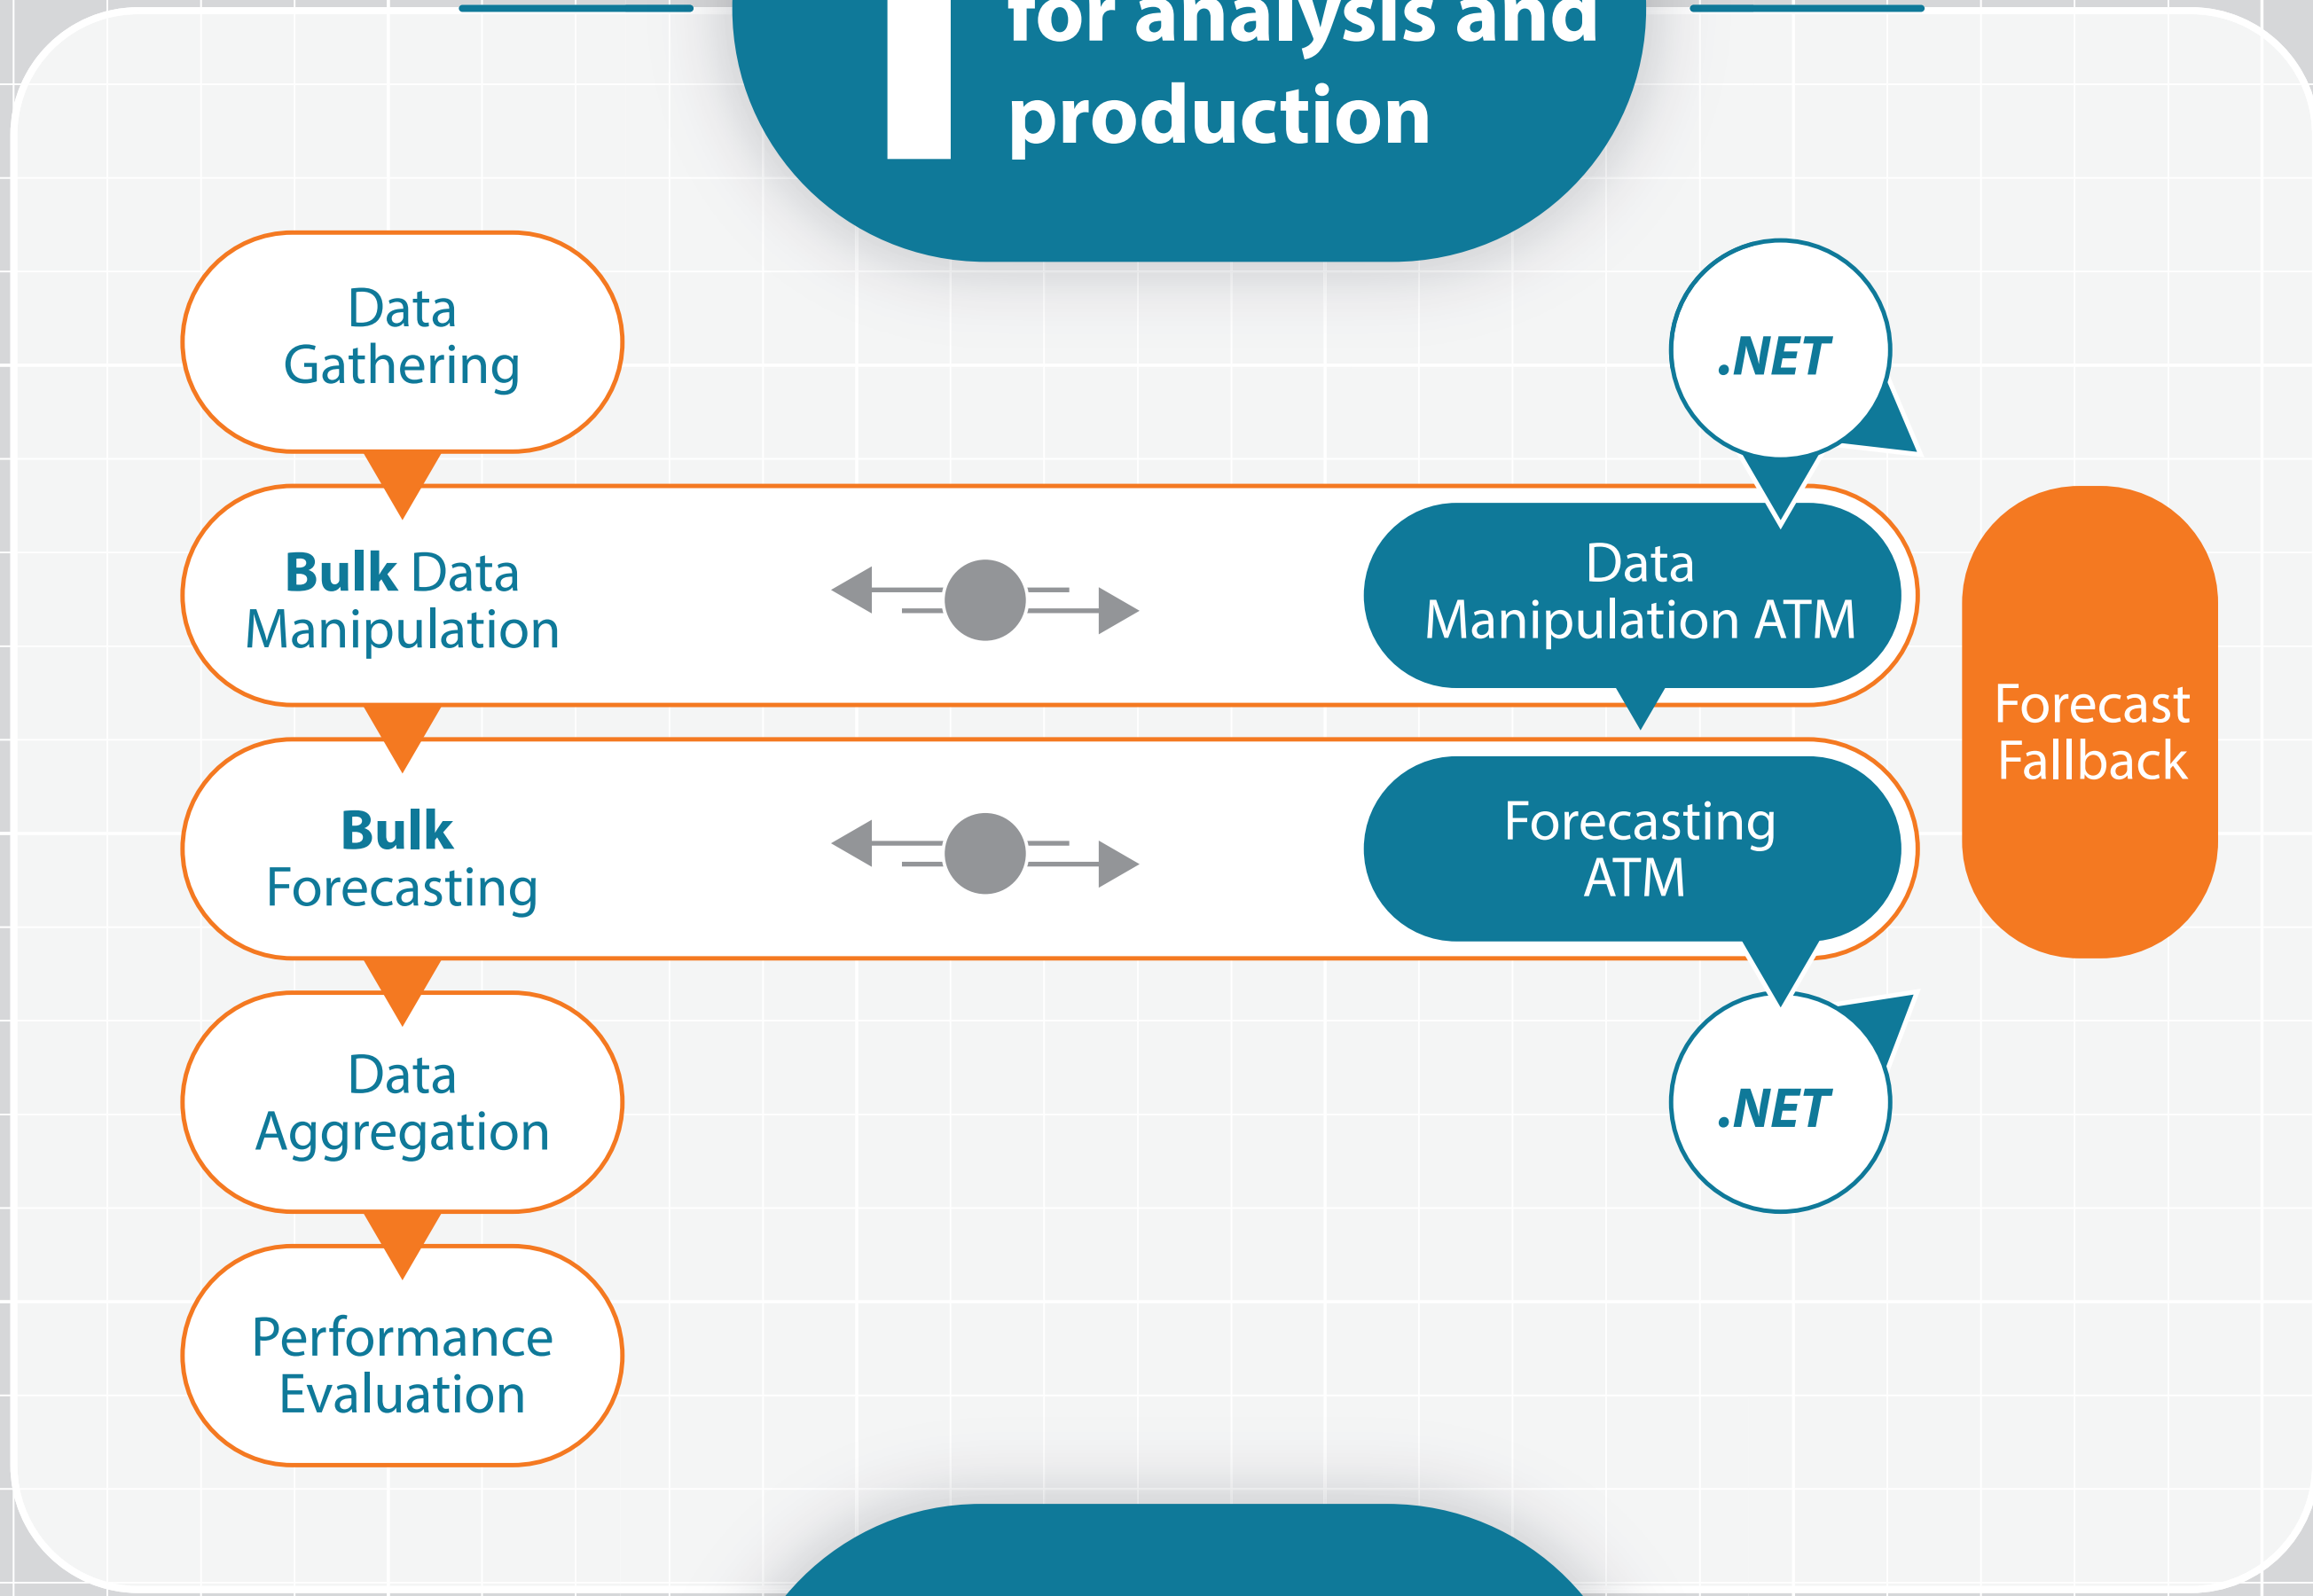 for analysis and
production
Data
Gathering
.NET
Bulk Data
Manipulation
Data
Manipulation ATM
Forecast
Fallback
Bulk
Forecasting
Forecasting
ATM
Data
Aggregation
.NET
Performance
Evaluation